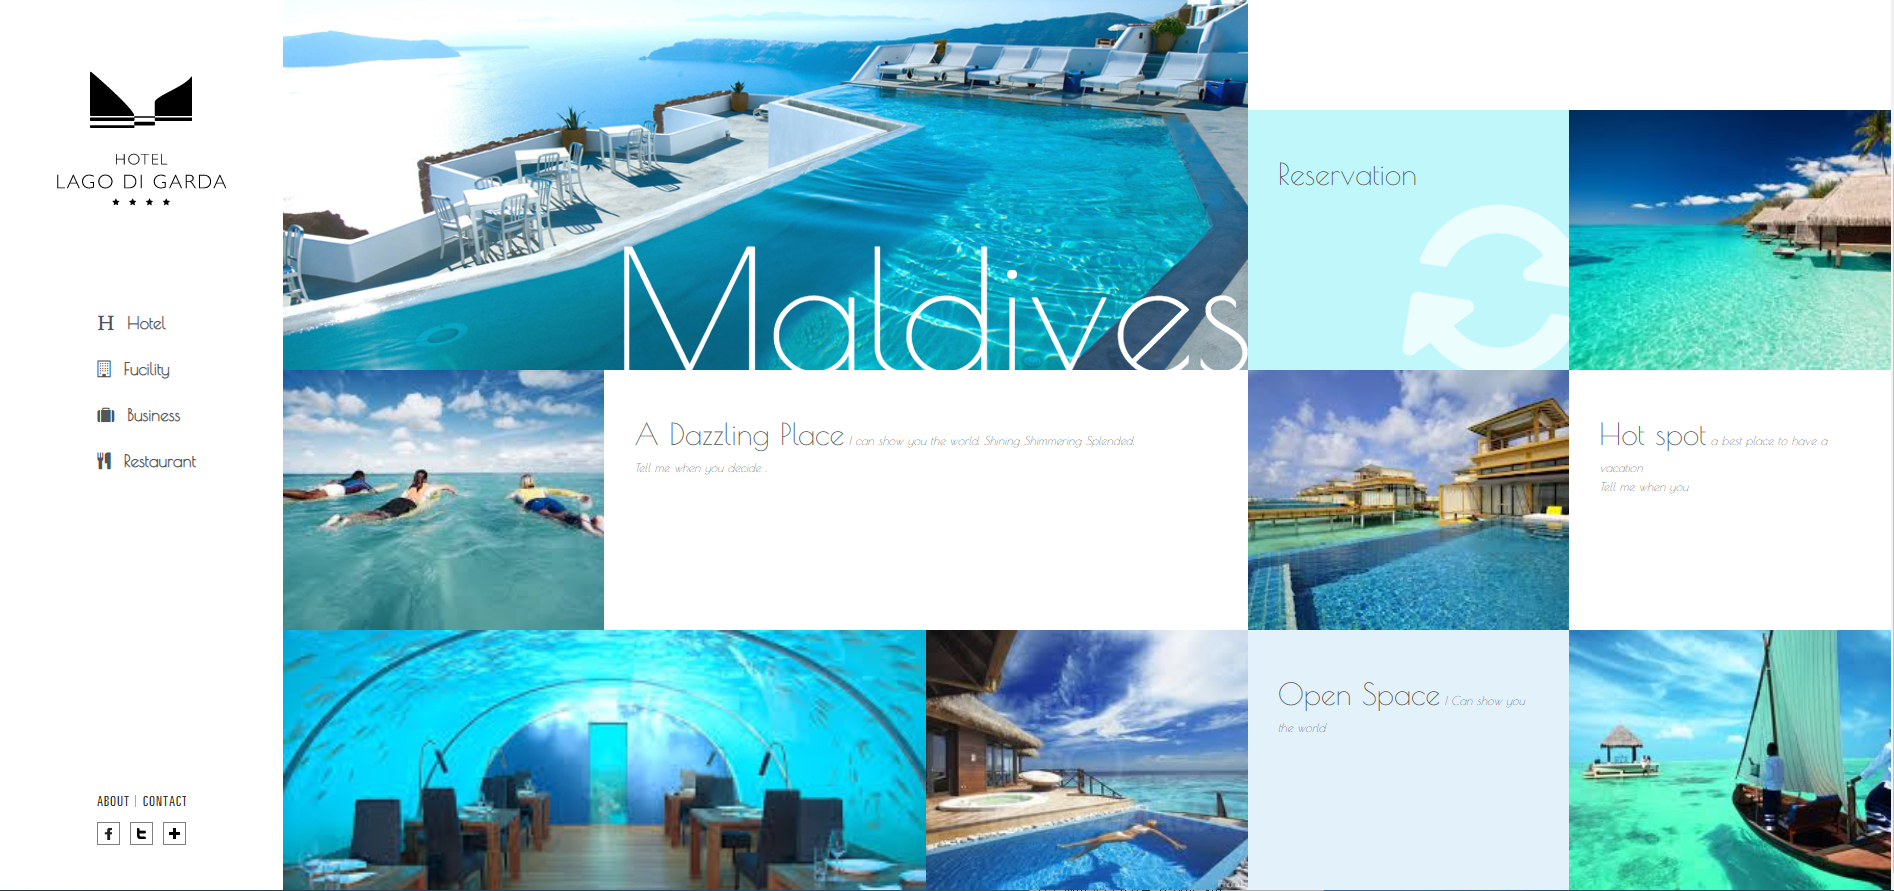 HOTEL
LAGO DI GARDA
H Hotel
Fucility
Business
Restaurant
ABOUT | CONTACT
Maldives
Reservation
A Dazzling Place I can show you the world. Shining Shimmering Splended.
Tell me when you decide .
Hot spot a best place to have a
vacation
Tell me when you
Open Space I Can show you
the world